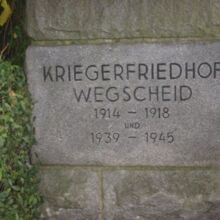 KRIEGERFRIEDHOF
WEGSCHEID
1914 – 1918
UND
1939 – 1945